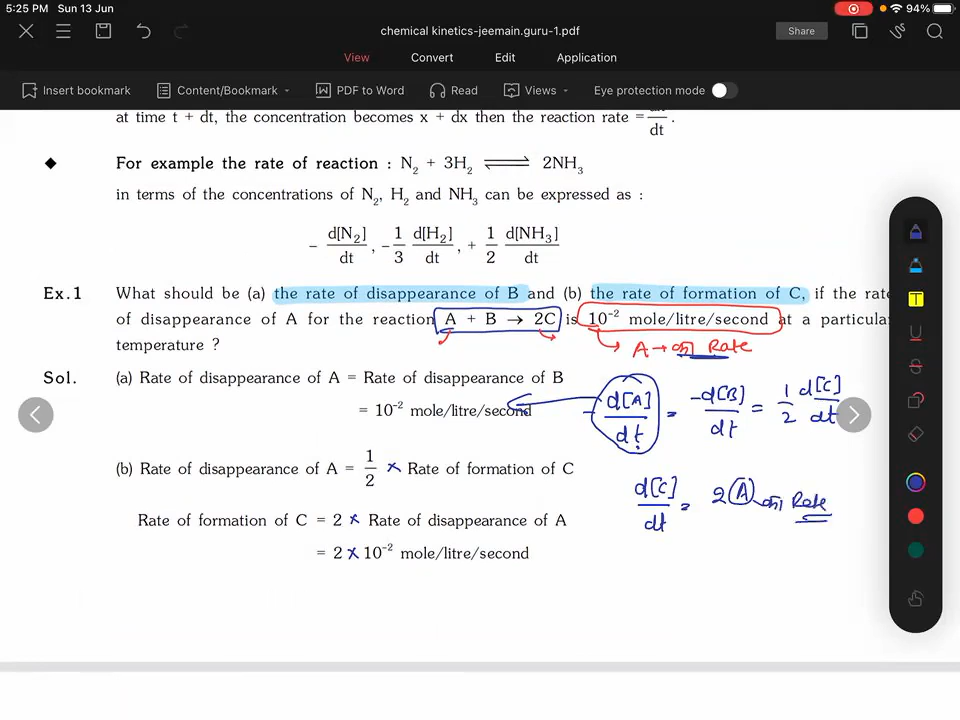 5:25 PM Sun 13 Jun 94%
chemical kinetics-jeemain.guru-1.pdf
Share
View Convert Edit Application
Insert bookmark Content/Bookmark PDF to Word Read Views Eye protection mode
at time t + dt, the concentration becomes x + dx then the reaction rate = dx/dt .
◆ For example the rate of reaction : N₂ + 3H₂ ⇌ 2NH₃
in terms of the concentrations of N₂, H₂ and NH₃ can be expressed as :
− d[N₂]/dt , − 1/3 d[H₂]/dt , + 1/2 d[NH₃]/dt
Ex.1 What should be (a) the rate of disappearance of B and (b) the rate of formation of C, if the rate
of disappearance of A for the reaction A + B → 2C is 10⁻² mole/litre/second at a particular
temperature ?
A → की Rate
Sol. (a) Rate of disappearance of A = Rate of disappearance of B
= 10⁻² mole/litre/second
− d[A]/dt = −d[B]/dt = 1/2 d[C]/dt
(b) Rate of disappearance of A = 1/2 × Rate of formation of C
d[C]/dt = 2 (A) की Rate
Rate of formation of C = 2 × Rate of disappearance of A
= 2 × 10⁻² mole/litre/second
T
U
S